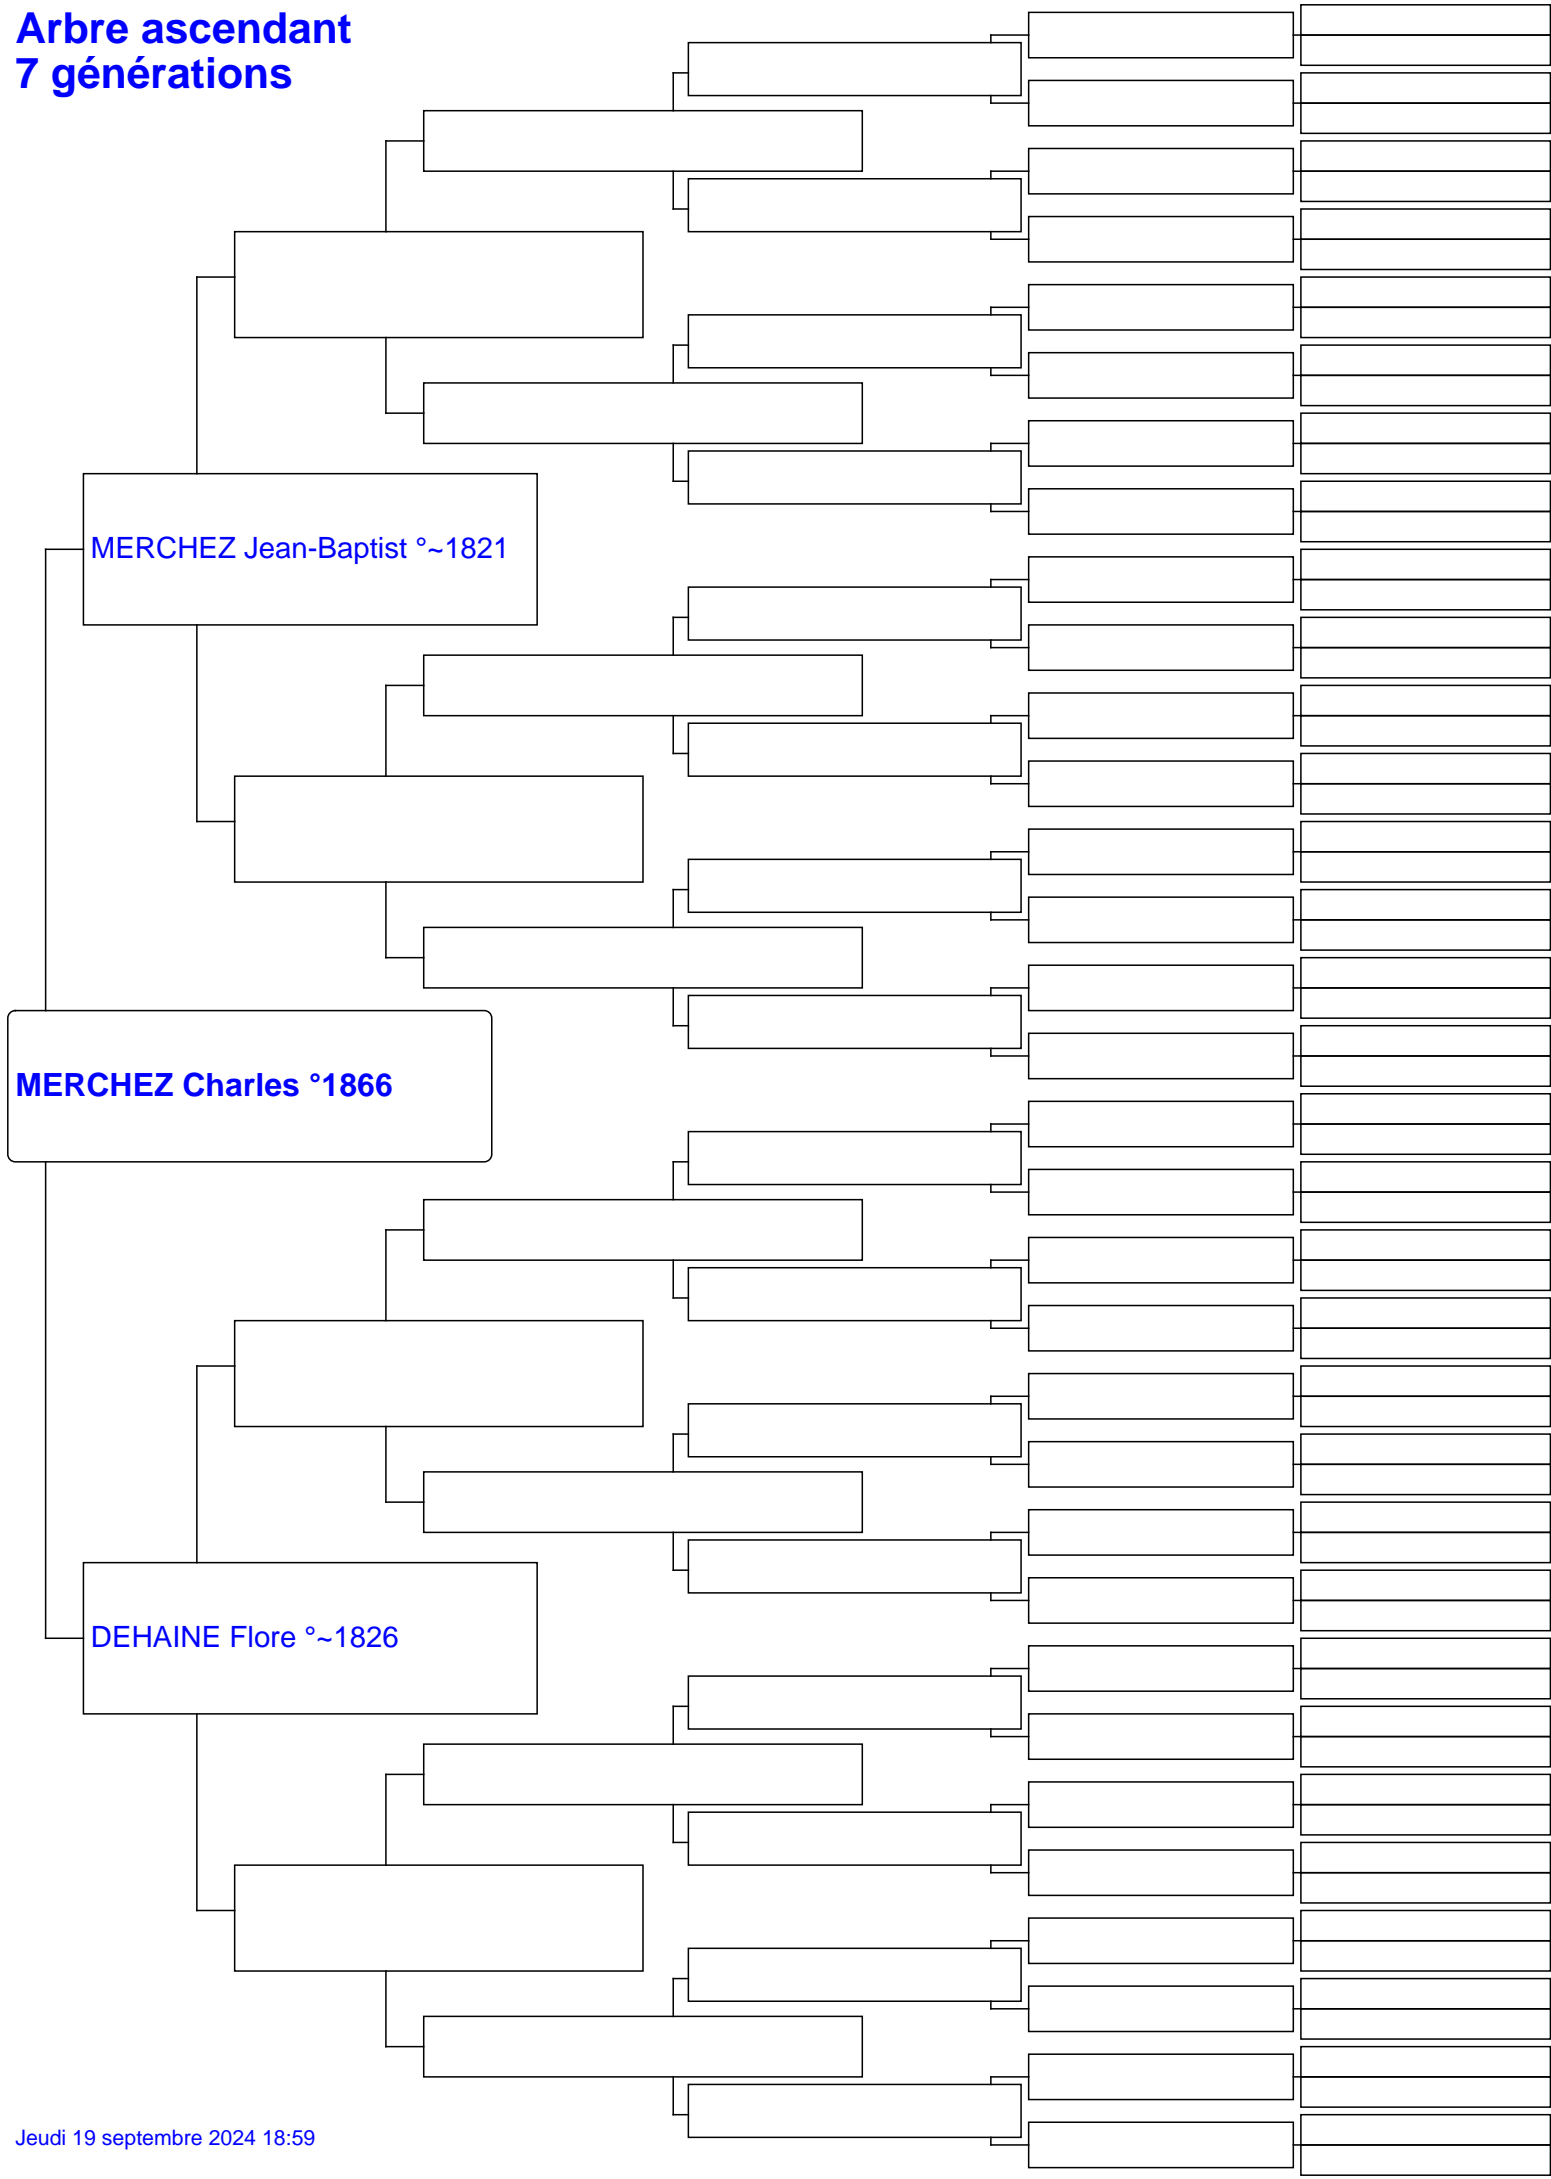 Arbre ascendant
7 générations
MERCHEZ Jean-Baptist °~1821
MERCHEZ Charles °1866
DEHAINE Flore °~1826
Jeudi 19 septembre 2024 18:59